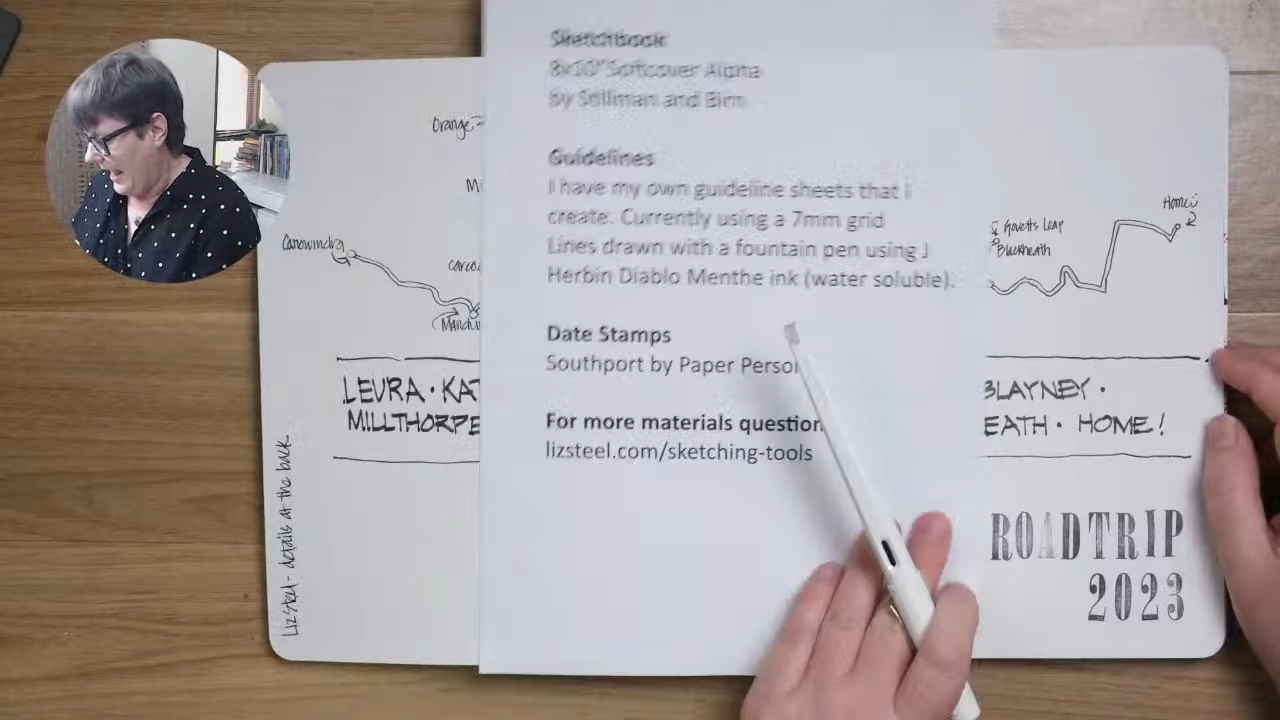 Sketchbook
8x10" Softcover Alpha
by Stillman and Birn
Guidelines
I have my own guideline sheets that I
create. Currently using a 7mm grid
Lines drawn with a fountain pen using J
Herbin Diablo Menthe ink (water soluble).
Date Stamps
Southport by Paper Perso
For more materials question
lizsteel.com/sketching-tools
Orange
Canowindra
Home
Govetts Leap
Blackheath
LEURA · KAT
MILLTHORPE
BLAYNEY ·
EATH · HOME!
Liz Steel - details at the back
ROADTRIP
2023